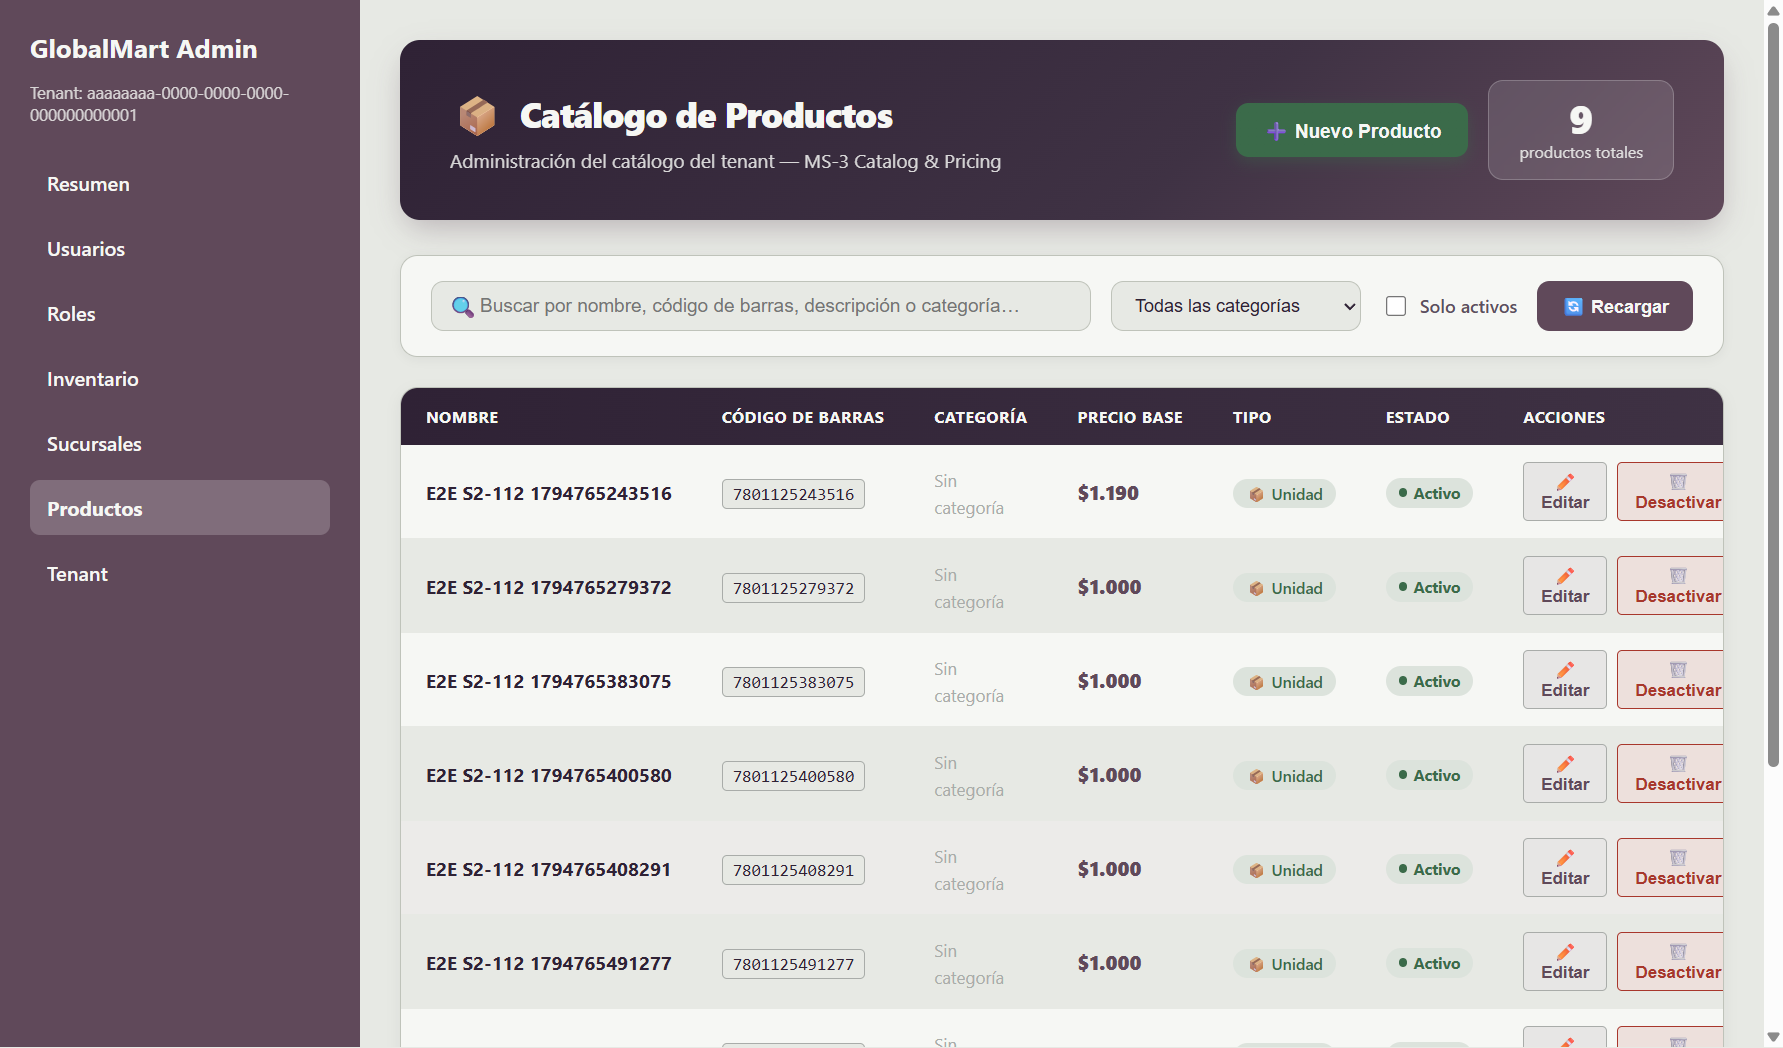 GlobalMart Admin
Tenant: aaaaaaaa-0000-0000-0000-
000000000001
Resumen
Usuarios
Roles
Inventario
Sucursales
Productos
Tenant
Catálogo de Productos
Administración del catálogo del tenant — MS-3 Catalog & Pricing
Nuevo Producto
9
productos totales
Buscar por nombre, código de barras, descripción o categoría…
Todas las categorías
Solo activos
Recargar
NOMBRE CÓDIGO DE BARRAS CATEGORÍA PRECIO BASE TIPO ESTADO ACCIONES
E2E S2-112 1794765243516 7801125243516 Sin categoría $1.190 Unidad Activo Editar Desactivar
E2E S2-112 1794765279372 7801125279372 Sin categoría $1.000 Unidad Activo Editar Desactivar
E2E S2-112 1794765383075 7801125383075 Sin categoría $1.000 Unidad Activo Editar Desactivar
E2E S2-112 1794765400580 7801125400580 Sin categoría $1.000 Unidad Activo Editar Desactivar
E2E S2-112 1794765408291 7801125408291 Sin categoría $1.000 Unidad Activo Editar Desactivar
E2E S2-112 1794765491277 7801125491277 Sin categoría $1.000 Unidad Activo Editar Desactivar
Sin